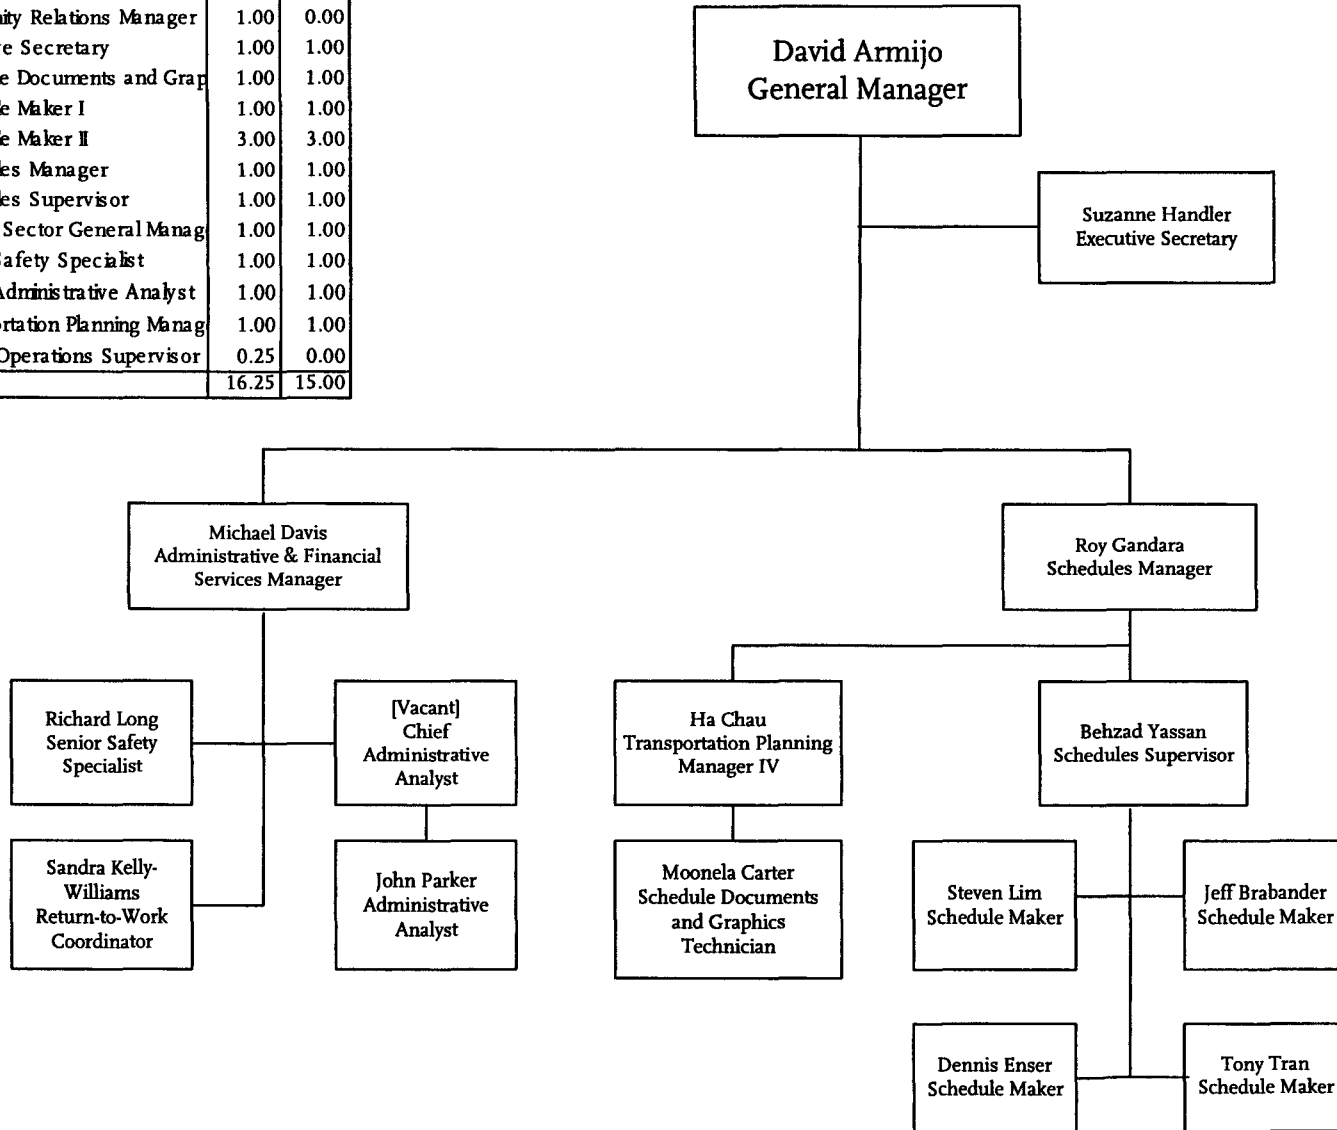 ity Relations Manager 1.00 0.00
e Secretary 1.00 1.00
e Documents and Grap 1.00 1.00
e Maker I 1.00 1.00
e Maker II 3.00 3.00
es Manager 1.00 1.00
es Supervisor 1.00 1.00
Sector General Manag 1.00 1.00
afety Specialist 1.00 1.00
Administrative Analyst 1.00 1.00
rtation Planning Manag 1.00 1.00
Operations Supervisor 0.25 0.00
16.25 15.00
David Armijo
General Manager
Suzanne Handler
Executive Secretary
Michael Davis
Administrative & Financial
Services Manager
Roy Gandara
Schedules Manager
Richard Long
Senior Safety
Specialist
[Vacant]
Chief
Administrative
Analyst
Ha Chau
Transportation Planning
Manager IV
Behzad Yassan
Schedules Supervisor
Sandra Kelly-
Williams
Return-to-Work
Coordinator
John Parker
Administrative
Analyst
Moonela Carter
Schedule Documents
and Graphics
Technician
Steven Lim
Schedule Maker
Jeff Brabander
Schedule Maker
Dennis Enser
Schedule Maker
Tony Tran
Schedule Maker